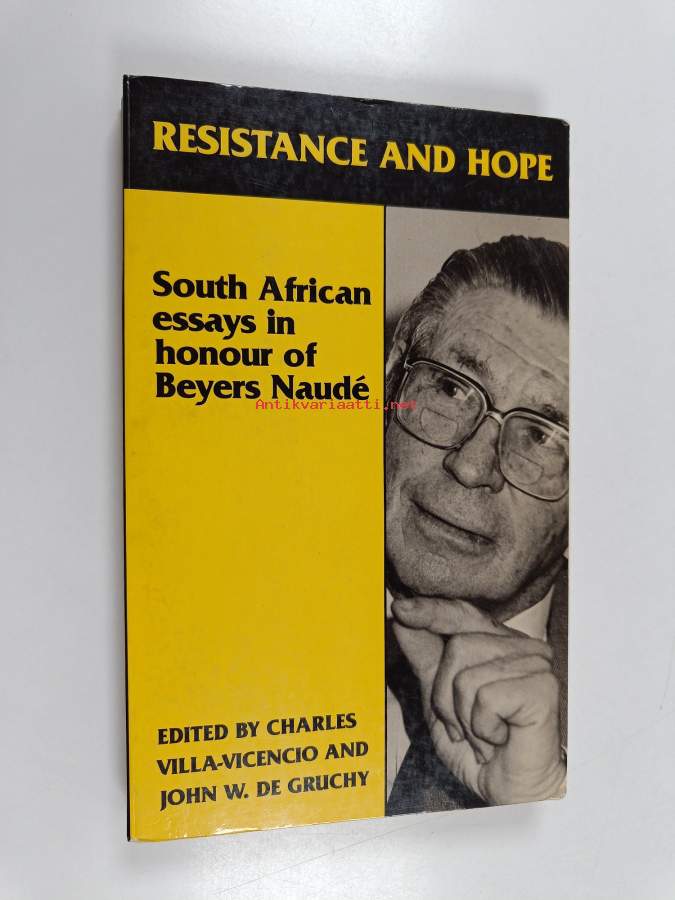 RESISTANCE AND HOPE
South African
essays in
honour of
Beyers Naudé
Antikvariaatti.net
EDITED BY CHARLES
VILLA-VICENCIO AND
JOHN W. DE GRUCHY